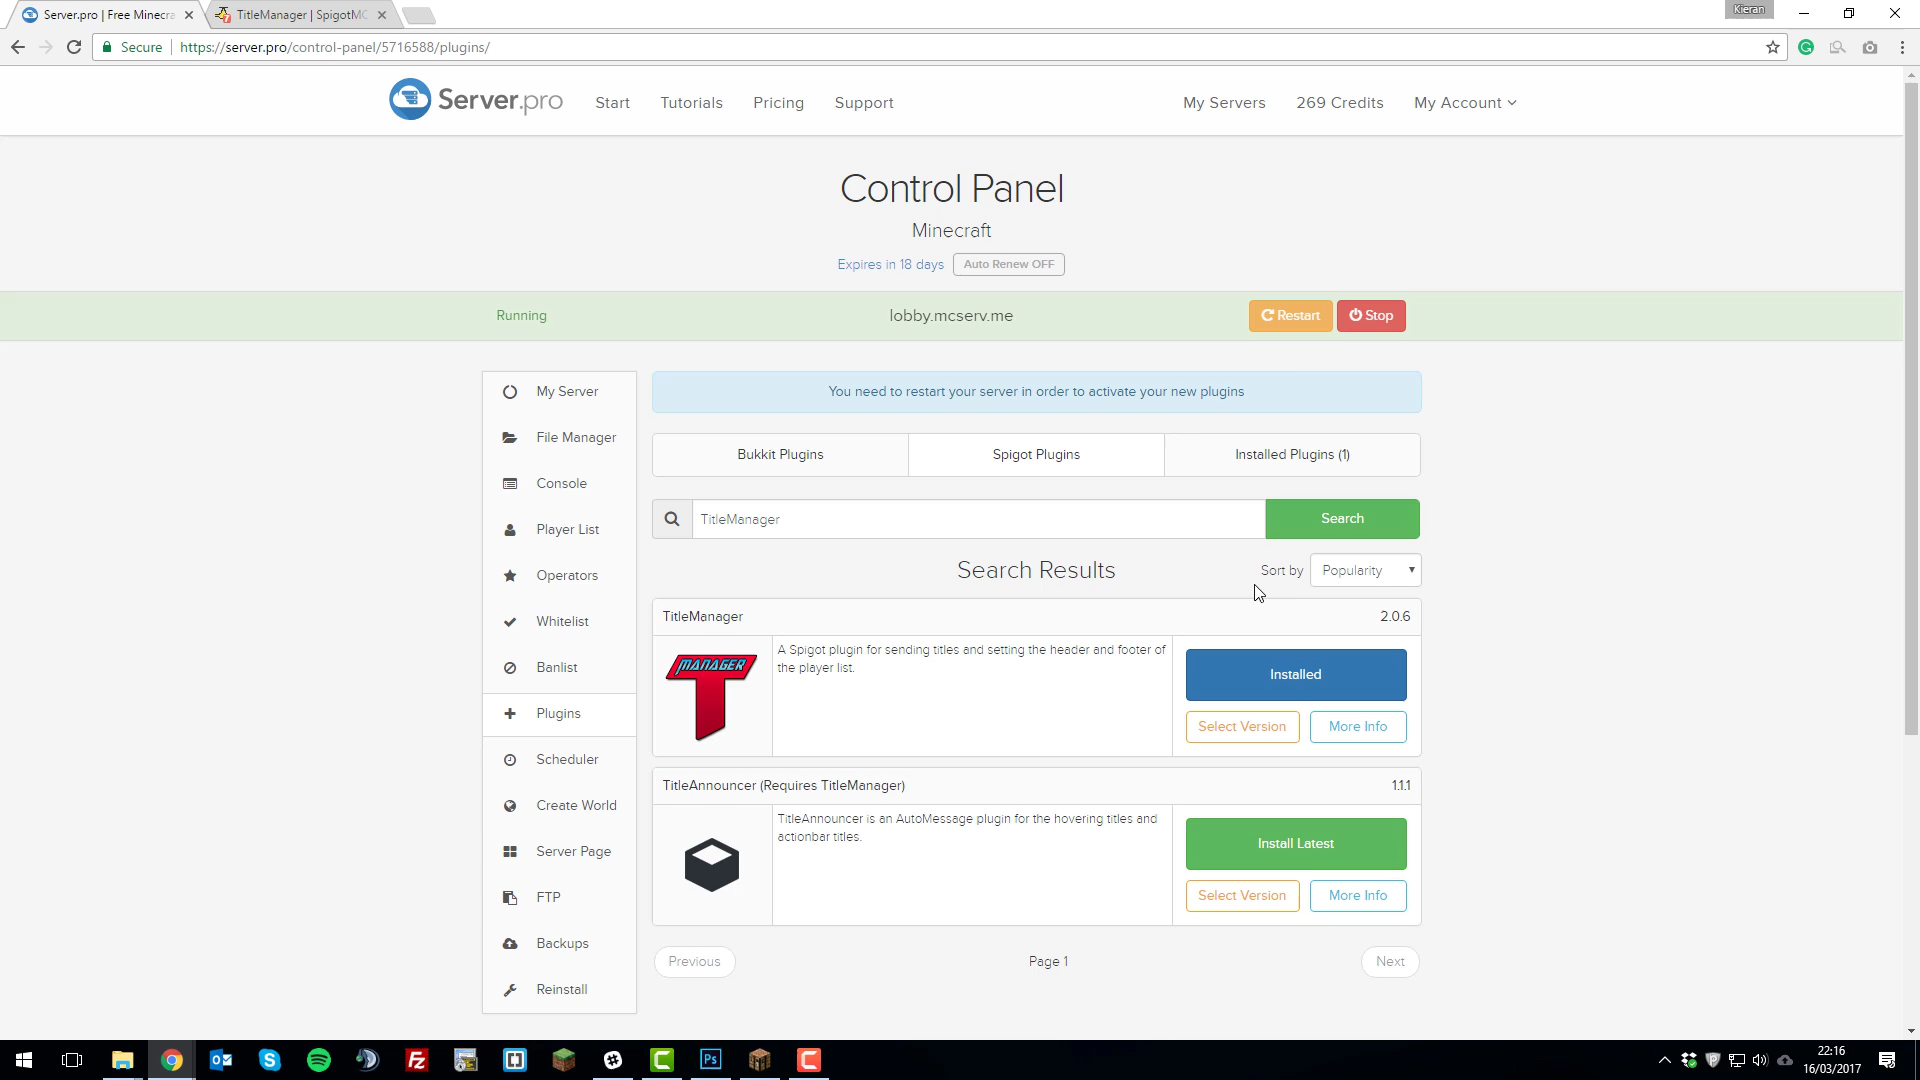 Server.pro | Free Minecra
TitleManager | SpigotMC
Kieran
Secure
https://server.pro/control-panel/5716588/plugins/
Server.pro
Start
Tutorials
Pricing
Support
My Servers
269 Credits
My Account
Control Panel
Minecraft
Expires in 18 days
Auto Renew OFF
Running
lobby.mcserv.me
Restart
Stop
My Server
File Manager
Console
Player List
Operators
Whitelist
Banlist
Plugins
Scheduler
Create World
Server Page
FTP
Backups
Reinstall
You need to restart your server in order to activate your new plugins
Bukkit Plugins
Spigot Plugins
Installed Plugins (1)
TitleManager
Search
Search Results
Sort by
Popularity
TitleManager
2.0.6
MANAGER
A Spigot plugin for sending titles and setting the header and footer of
the player list.
Installed
Select Version
More Info
TitleAnnouncer (Requires TitleManager)
1.1.1
TitleAnnouncer is an AutoMessage plugin for the hovering titles and
actionbar titles.
Install Latest
Select Version
More Info
Previous
Page 1
Next
22:16
16/03/2017